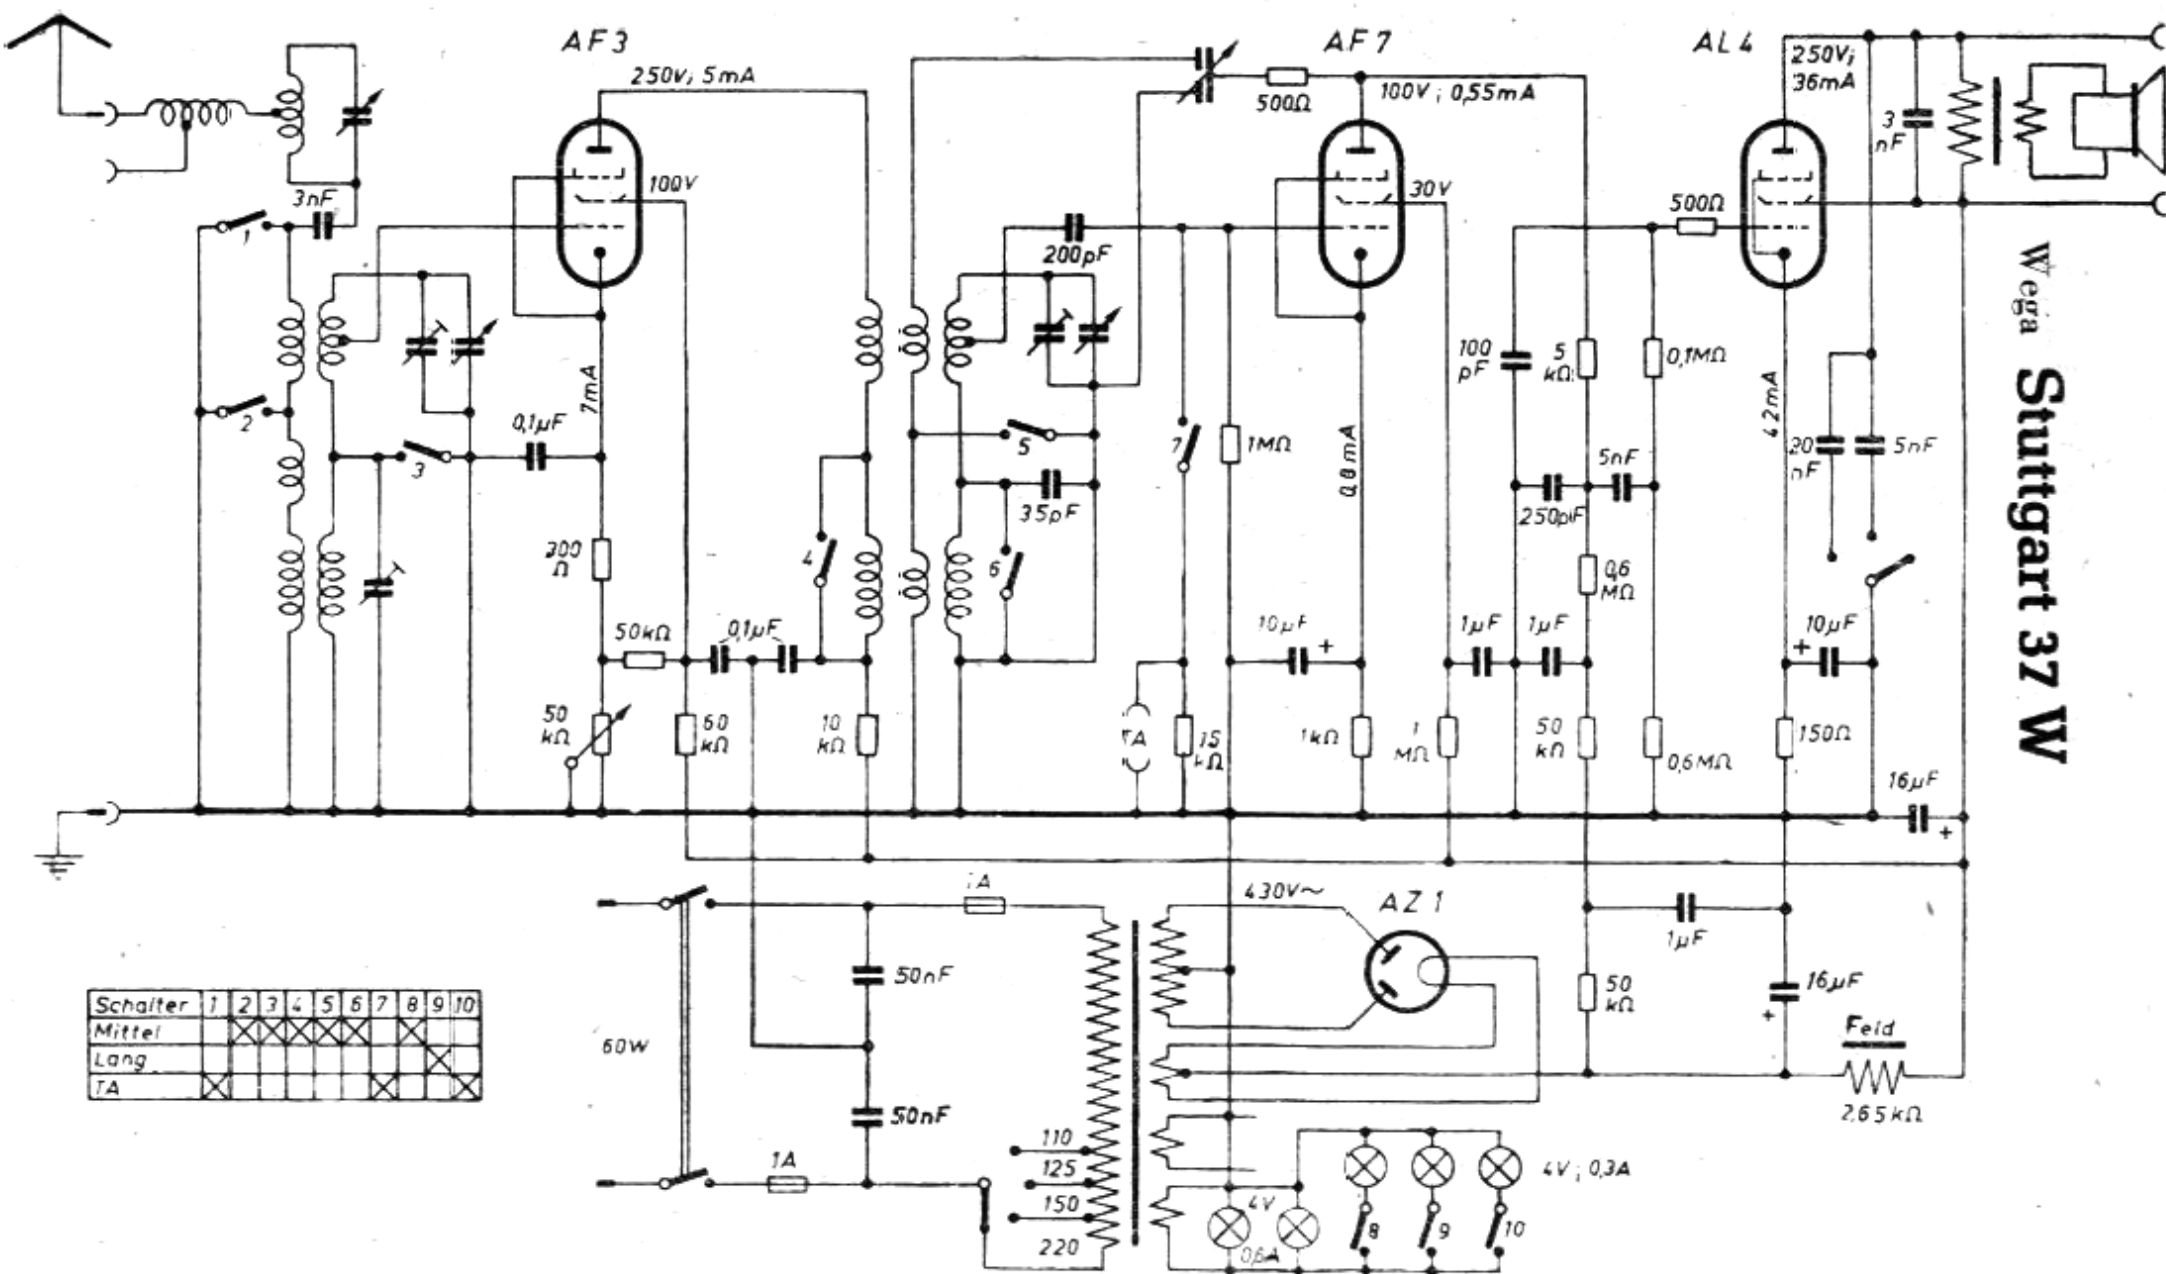 AF3
AF7
AL4
250V; 5mA
500Ω
100V; 0,55mA
250V;
36mA
3
nF
3nF
100V
30V
500Ω
1
200pF
2
3
0,1µF
7mA
100
pF
5
kΩ
0,1MΩ
42mA
20
nF
5nF
5
7
1MΩ
0,8mA
35pF
250pF
5nF
4
6
0,6
MΩ
50kΩ
0,1µF
10µF
+
1µF
1µF
+
10µF
50
kΩ
60
kΩ
10
kΩ
TA
15
kΩ
1kΩ
1
MΩ
50
kΩ
0,6MΩ
150Ω
16µF
+
Wega Stuttgart 37 W
430V~
AZ1
1µF
50nF
50
kΩ
16µF
+
Feld
2,65kΩ
Schalter 1 2 3 4 5 6 7 8 9 10
Mittel
Lang
TA
60W
50nF
1A
110
125
150
220
4V
0,6A
8
9
10
4V; 0,3A